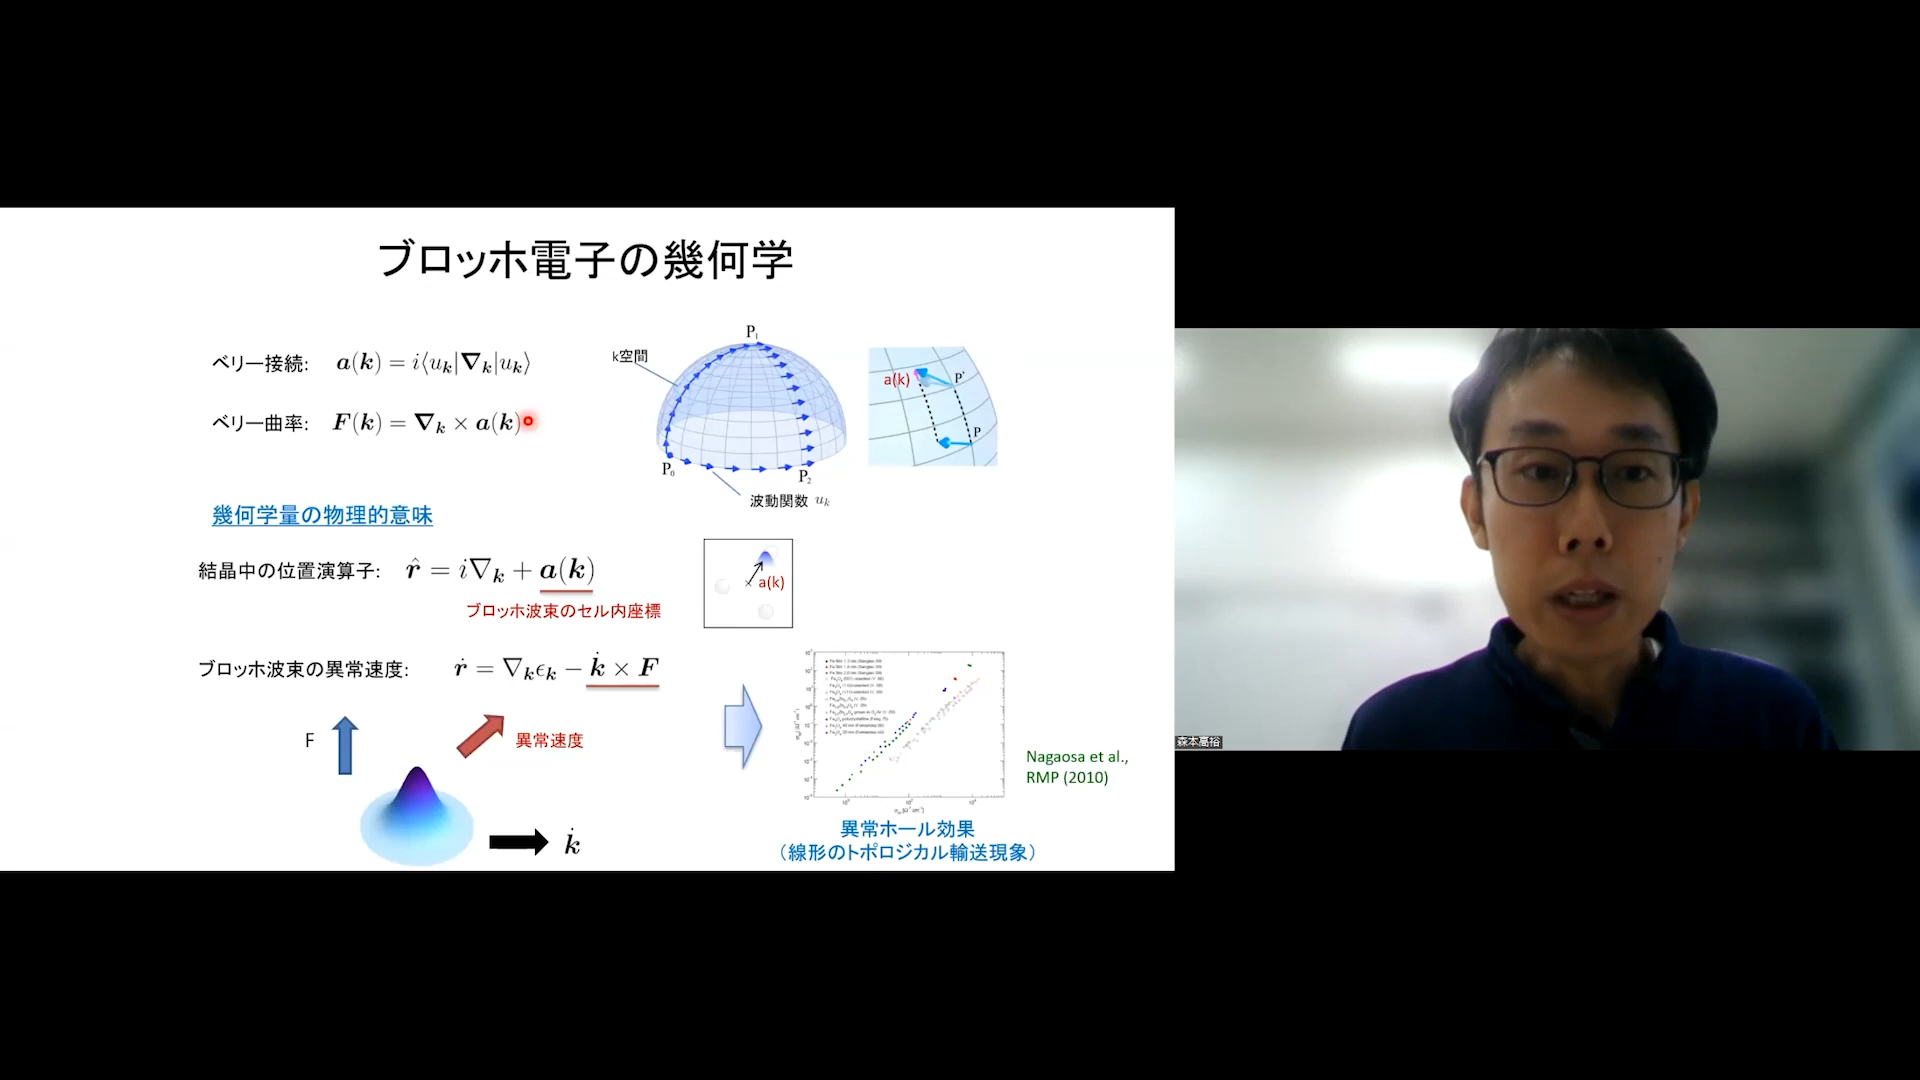 ブロッホ電子の幾何学
ベリー接続: a(k) = i⟨u_k|∇_k|u_k⟩
ベリー曲率: F(k) = ∇_k × a(k)
k空間
P₁
P₀
P₂
波動関数 u_k
a(k)
P'
P
幾何学量の物理的意味
結晶中の位置演算子: r̂ = i∇_k + a(k)
ブロッホ波束のセル内座標
a(k)
ブロッホ波束の異常速度: ṙ = ∇_kϵ_k − k̇ × F
F
異常速度
k̇
Nagaosa et al.,
RMP (2010)
異常ホール効果
（線形のトポロジカル輸送現象）
森本高裕